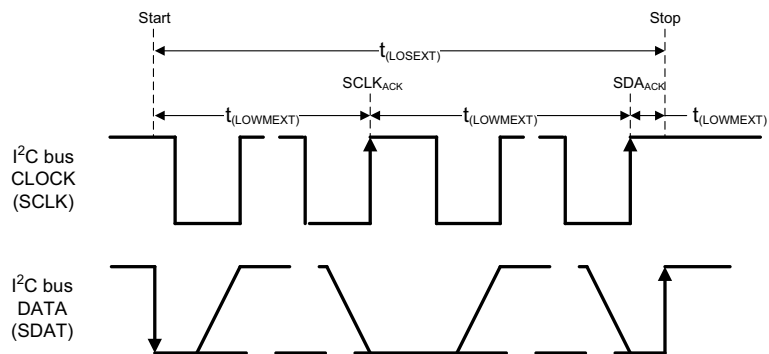 Start
Stop
t(LOSEXT)
SCLKACK
SDAACK
t(LOWMEXT)
t(LOWMEXT)
t(LOWMEXT)
I2C bus
CLOCK
(SCLK)
I2C bus
DATA
(SDAT)